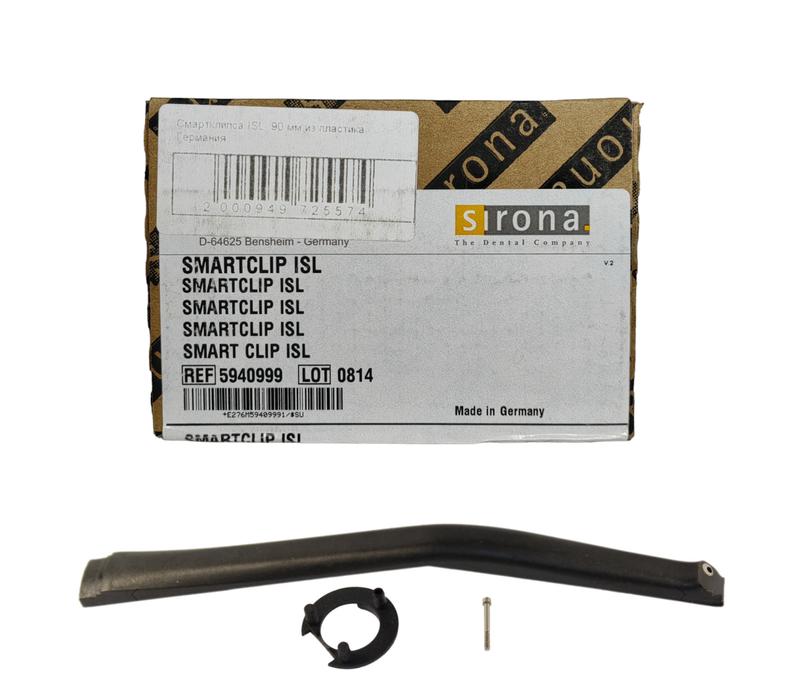 Смартклипса ISL 90 мм из пластика
Германия
2 000949 725574
rona.
sirona.
The Dental Company
D-64625 Bensheim - Germany
V.2
SMARTCLIP ISL
SMARTCLIP ISL
SMARTCLIP ISL
SMARTCLIP ISL
SMART CLIP ISL
REF 5940999 LOT 0814
*E276M59409991/#SU
Made in Germany
SMARTCLIP ISL